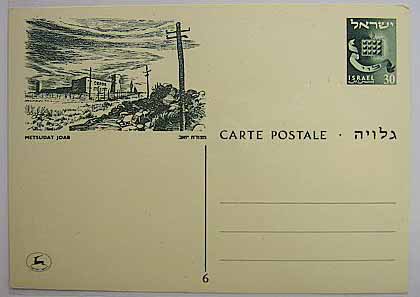 ישראל
ISRAEL 30
METSUDAT JOAB
מצודת יואב
CARTE POSTALE · גלויה
6